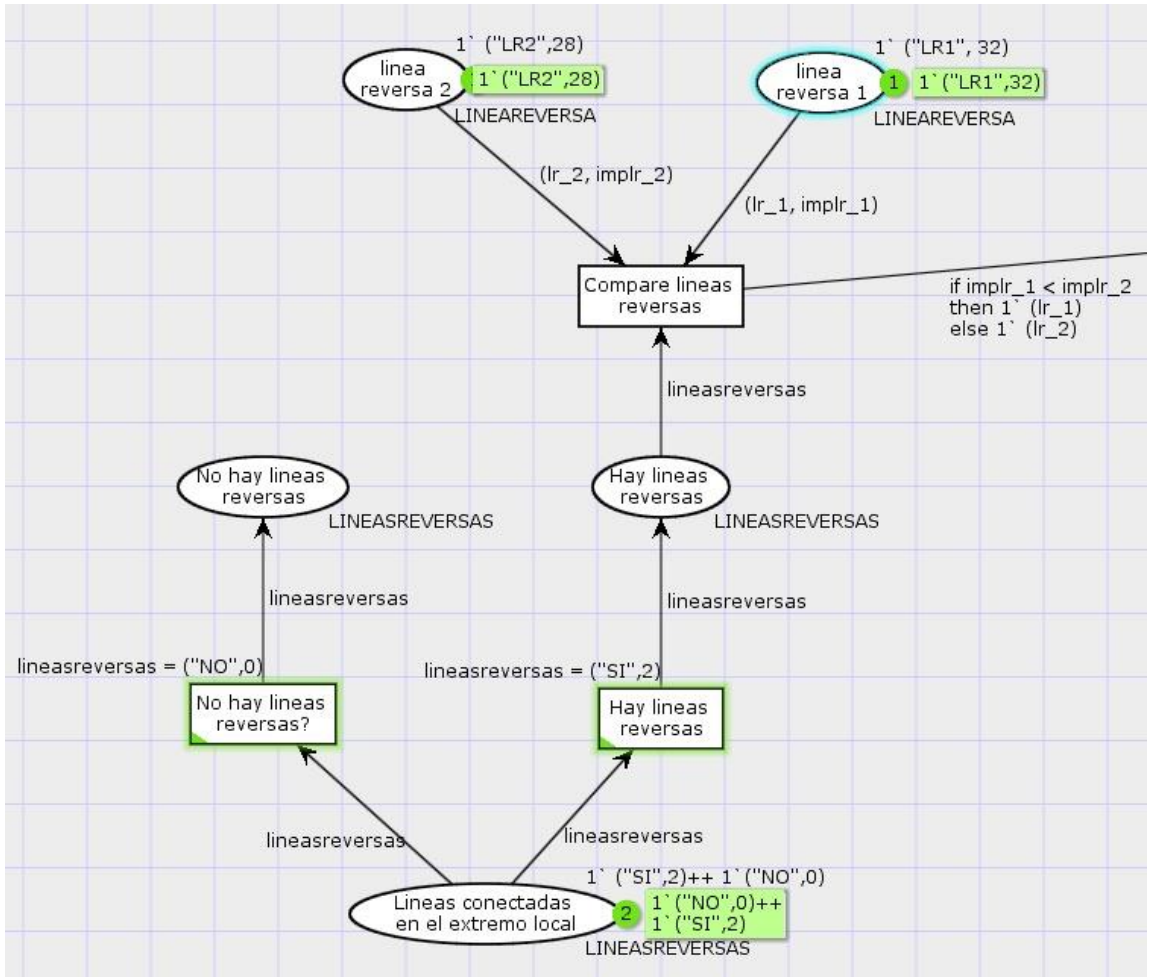 1` ("LR2",28)
linea
reversa 2
1`("LR2",28)
LINEAREVERSA
1` ("LR1", 32)
linea
reversa 1
1
1`("LR1",32)
LINEAREVERSA
(lr_2, implr_2)
(lr_1, implr_1)
Compare lineas
reversas
if implr_1 < implr_2
then 1` (lr_1)
else 1` (lr_2)
lineasreversas
No hay lineas
reversas
LINEASREVERSAS
Hay lineas
reversas
LINEASREVERSAS
lineasreversas
lineasreversas
lineasreversas = ("NO",0)
lineasreversas = ("SI",2)
No hay lineas
reversas?
Hay lineas
reversas
lineasreversas
lineasreversas
1` ("SI",2)++ 1`("NO",0)
Lineas conectadas
en el extremo local
2
1`("NO",0)++
1`("SI",2)
LINEASREVERSAS